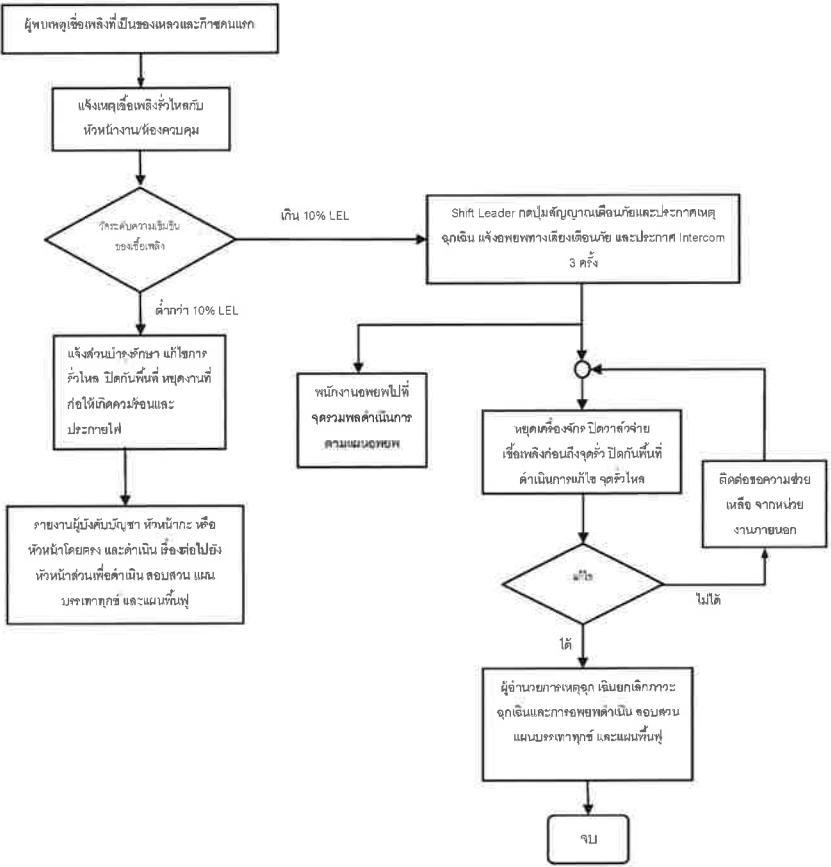 ผู้พบเหตุเชื่อเพลิงที่เป็นของเหลวและก๊าซคนแรก
แจ้งเหตุเชื้อเพลิงรั่วไหลกับ
หัวหน้างาน/ห้องควบคุม
วัดระดับความเข้มข้น
ของเชื้อเพลิง
เกิน 10% LEL
Shift Leader กดปุ่มสัญญาณเตือนภัยและประกาศเหตุ
ฉุกเฉิน แจ้งอพยพทางเสียงเตือนภัย และประกาศ Intercom
3 ครั้ง
ต่ำกว่า 10% LEL
แจ้งส่วนบำรุงรักษา แก้ไขการ
รั่วไหล ปิดกั้นพื้นที่ หยุดงานที่
ก่อให้เกิดควมร้อนและ
ประกายไฟ
พนักงานอพยพไปที่
จุดรวมพลดำเนินการ
ตามแผนอพยพ
หยุดเครื่องจักร ปิดวาล์วจ่าย
เชื้อเพลิงก่อนถึงจุดรั่ว ปิดกั้นพื้นที่
ดำเนินการแก้ไข จุดรั่วไหล
ติดต่อขอความช่วย
เหลือ จากหน่วย
งานภายนอก
รายงานผู้บังคับบัญชา หัวหน้ากะ หรือ
หัวหน้าโดยตรง และดำเนิน เรื่องต่อไปยัง
หัวหน้าส่วนเพื่อดำเนิน สอบสวน แผน
บรรเทาทุกข์ และแผนฟื้นฟู
แก้ไข
ไม่ได้
ได้
ผู้อำนวยการเหตุฉุก เฉินยกเลิกภาวะ
ฉุกเฉินและการอพยพดำเนิน สอบสวน
แผนบรรเทาทุกข์ และแผนฟื้นฟู
จบ